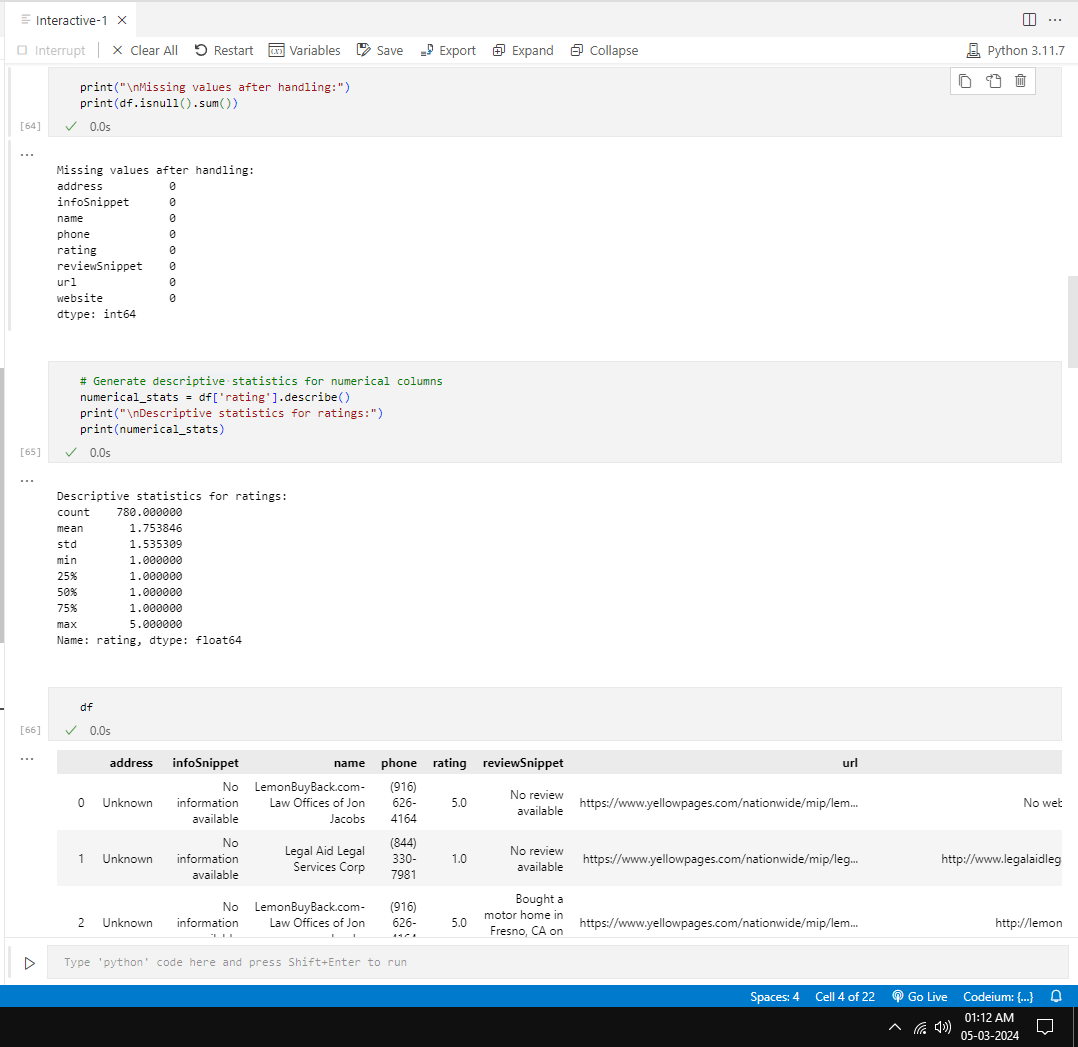 Interactive-1
Interrupt | Clear All Restart Variables Save Export Expand Collapse Python 3.11.7
print("\nMissing values after handling:")
print(df.isnull().sum())
[64] 0.0s
...
Missing values after handling:
address 0
infoSnippet 0
name 0
phone 0
rating 0
reviewSnippet 0
url 0
website 0
dtype: int64
# Generate descriptive statistics for numerical columns
numerical_stats = df['rating'].describe()
print("\nDescriptive statistics for ratings:")
print(numerical_stats)
[65] 0.0s
...
Descriptive statistics for ratings:
count 780.000000
mean 1.753846
std 1.535309
min 1.000000
25% 1.000000
50% 1.000000
75% 1.000000
max 5.000000
Name: rating, dtype: float64
df
[66] 0.0s
...
address infoSnippet name phone rating reviewSnippet url
0 Unknown No information available LemonBuyBack.com-Law Offices of Jon Jacobs (916) 626-4164 5.0 No review available https://www.yellowpages.com/nationwide/mip/lem... No web
1 Unknown No information available Legal Aid Legal Services Corp (844) 330-7981 1.0 No review available https://www.yellowpages.com/nationwide/mip/leg... http://www.legalaidleg
2 Unknown No information LemonBuyBack.com-Law Offices of Jon (916) 626- 5.0 Bought a motor home in Fresno, CA on https://www.yellowpages.com/nationwide/mip/lem... http://lemon
Type 'python' code here and press Shift+Enter to run
Spaces: 4 Cell 4 of 22 Go Live Codeium: {...}
01:12 AM
05-03-2024